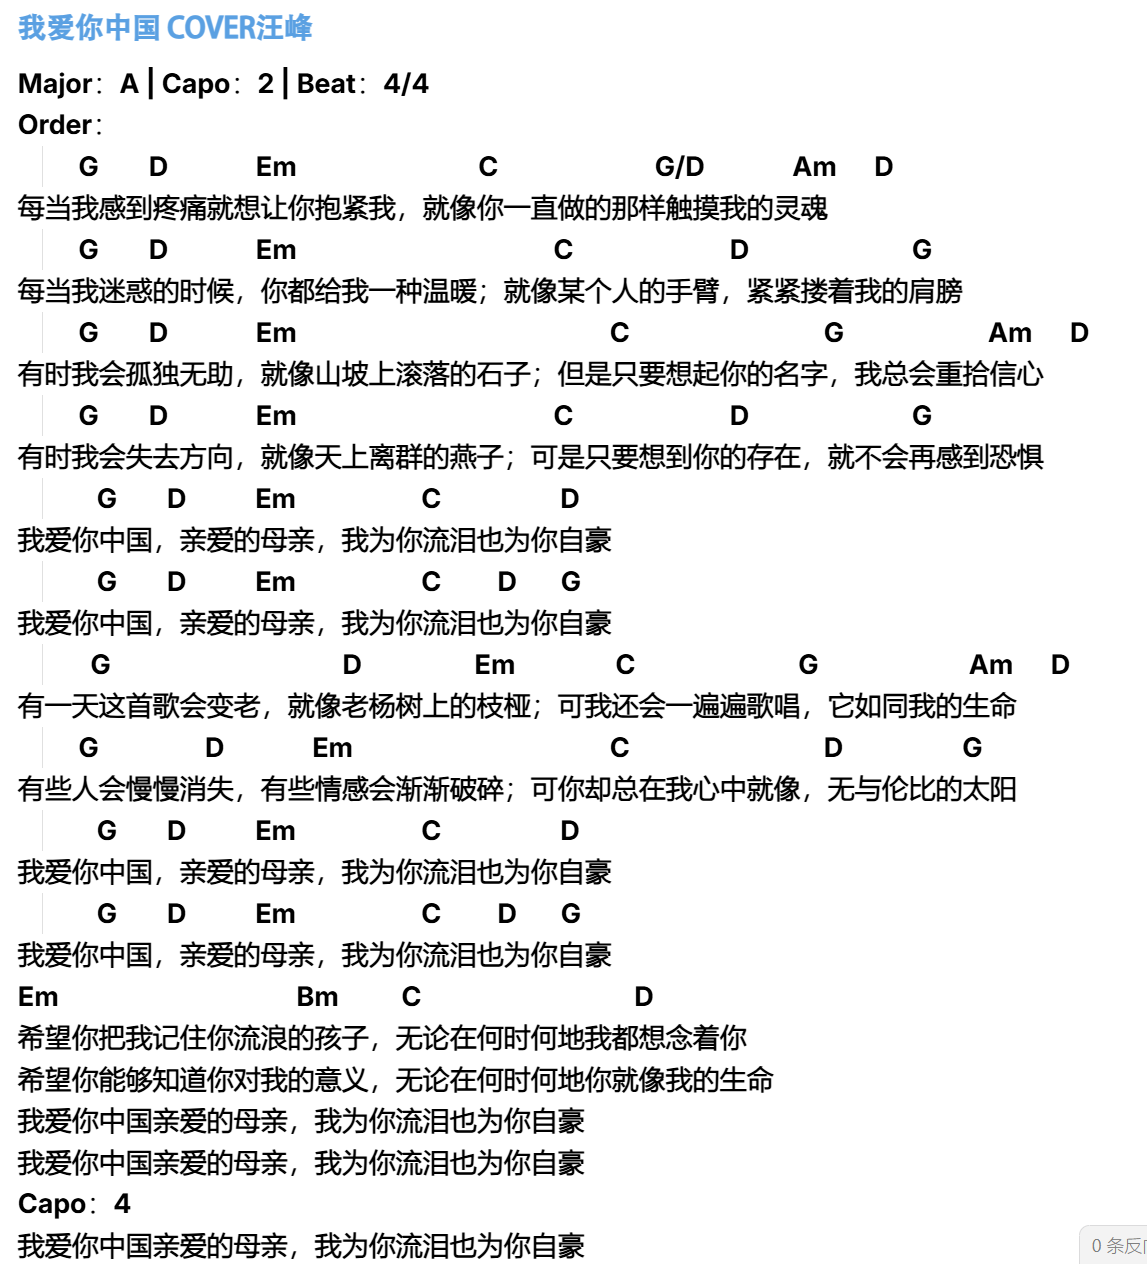 我爱你中国 COVER汪峰
Major：A | Capo：2 | Beat：4/4
Order：
G D Em C G/D Am D
每当我感到疼痛就想让你抱紧我，就像你一直做的那样触摸我的灵魂
G D Em C D G
每当我迷惑的时候，你都给我一种温暖；就像某个人的手臂，紧紧搂着我的肩膀
G D Em C G Am D
有时我会孤独无助，就像山坡上滚落的石子；但是只要想起你的名字，我总会重拾信心
G D Em C D G
有时我会失去方向，就像天上离群的燕子；可是只要想到你的存在，就不会再感到恐惧
G D Em C D
我爱你中国，亲爱的母亲，我为你流泪也为你自豪
G D Em C D G
我爱你中国，亲爱的母亲，我为你流泪也为你自豪
G D Em C G Am D
有一天这首歌会变老，就像老杨树上的枝桠；可我还会一遍遍歌唱，它如同我的生命
G D Em C D G
有些人会慢慢消失，有些情感会渐渐破碎；可你却总在我心中就像，无与伦比的太阳
G D Em C D
我爱你中国，亲爱的母亲，我为你流泪也为你自豪
G D Em C D G
我爱你中国，亲爱的母亲，我为你流泪也为你自豪
Em Bm C D
希望你把我记住你流浪的孩子，无论在何时何地我都想念着你
希望你能够知道你对我的意义，无论在何时何地你就像我的生命
我爱你中国亲爱的母亲，我为你流泪也为你自豪
我爱你中国亲爱的母亲，我为你流泪也为你自豪
Capo：4
我爱你中国亲爱的母亲，我为你流泪也为你自豪
0 条反